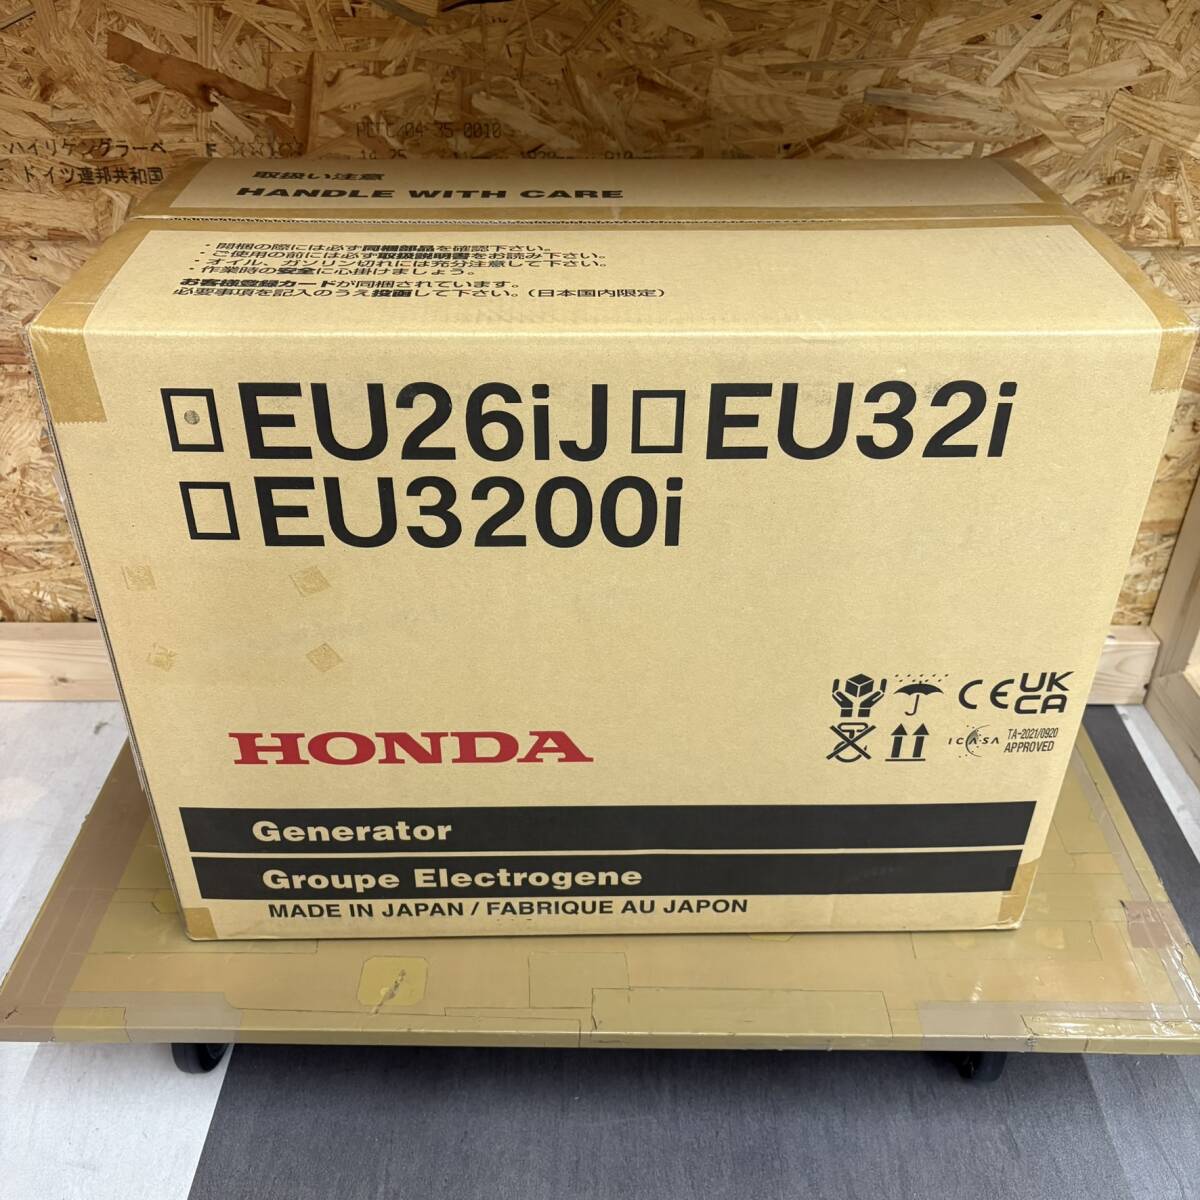 PEFC/04-35-0010
ハイリケングラーベ
ドイツ連邦共和国
取扱い注意
HANDLE WITH CARE
・開梱の際には必ず同梱部品を確認下さい。
・ご使用の前には必ず取扱説明書をお読み下さい。
・オイル、ガソリン切れには充分注意して下さい。
・作業時の安全に心掛けましょう。
お客様登録カードが同梱されています。
必要事項を記入のうえ投函して下さい。（日本国内限定）
EU26iJ EU32i
EU3200i
CE UK CA
HONDA
ICASA TA-2021/0920 APPROVED
Generator
Groupe Electrogene
MADE IN JAPAN / FABRIQUE AU JAPON